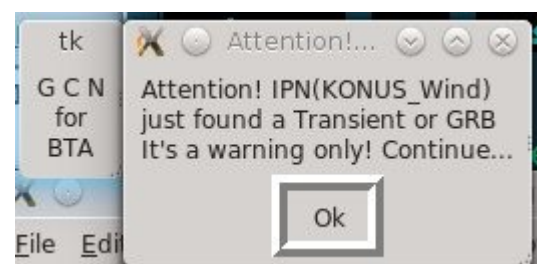 tk
G C N
for
BTA
Attention!...
Attention! IPN(KONUS_Wind)
just found a Transient or GRB
It's a warning only! Continue...
Ok
File Edi